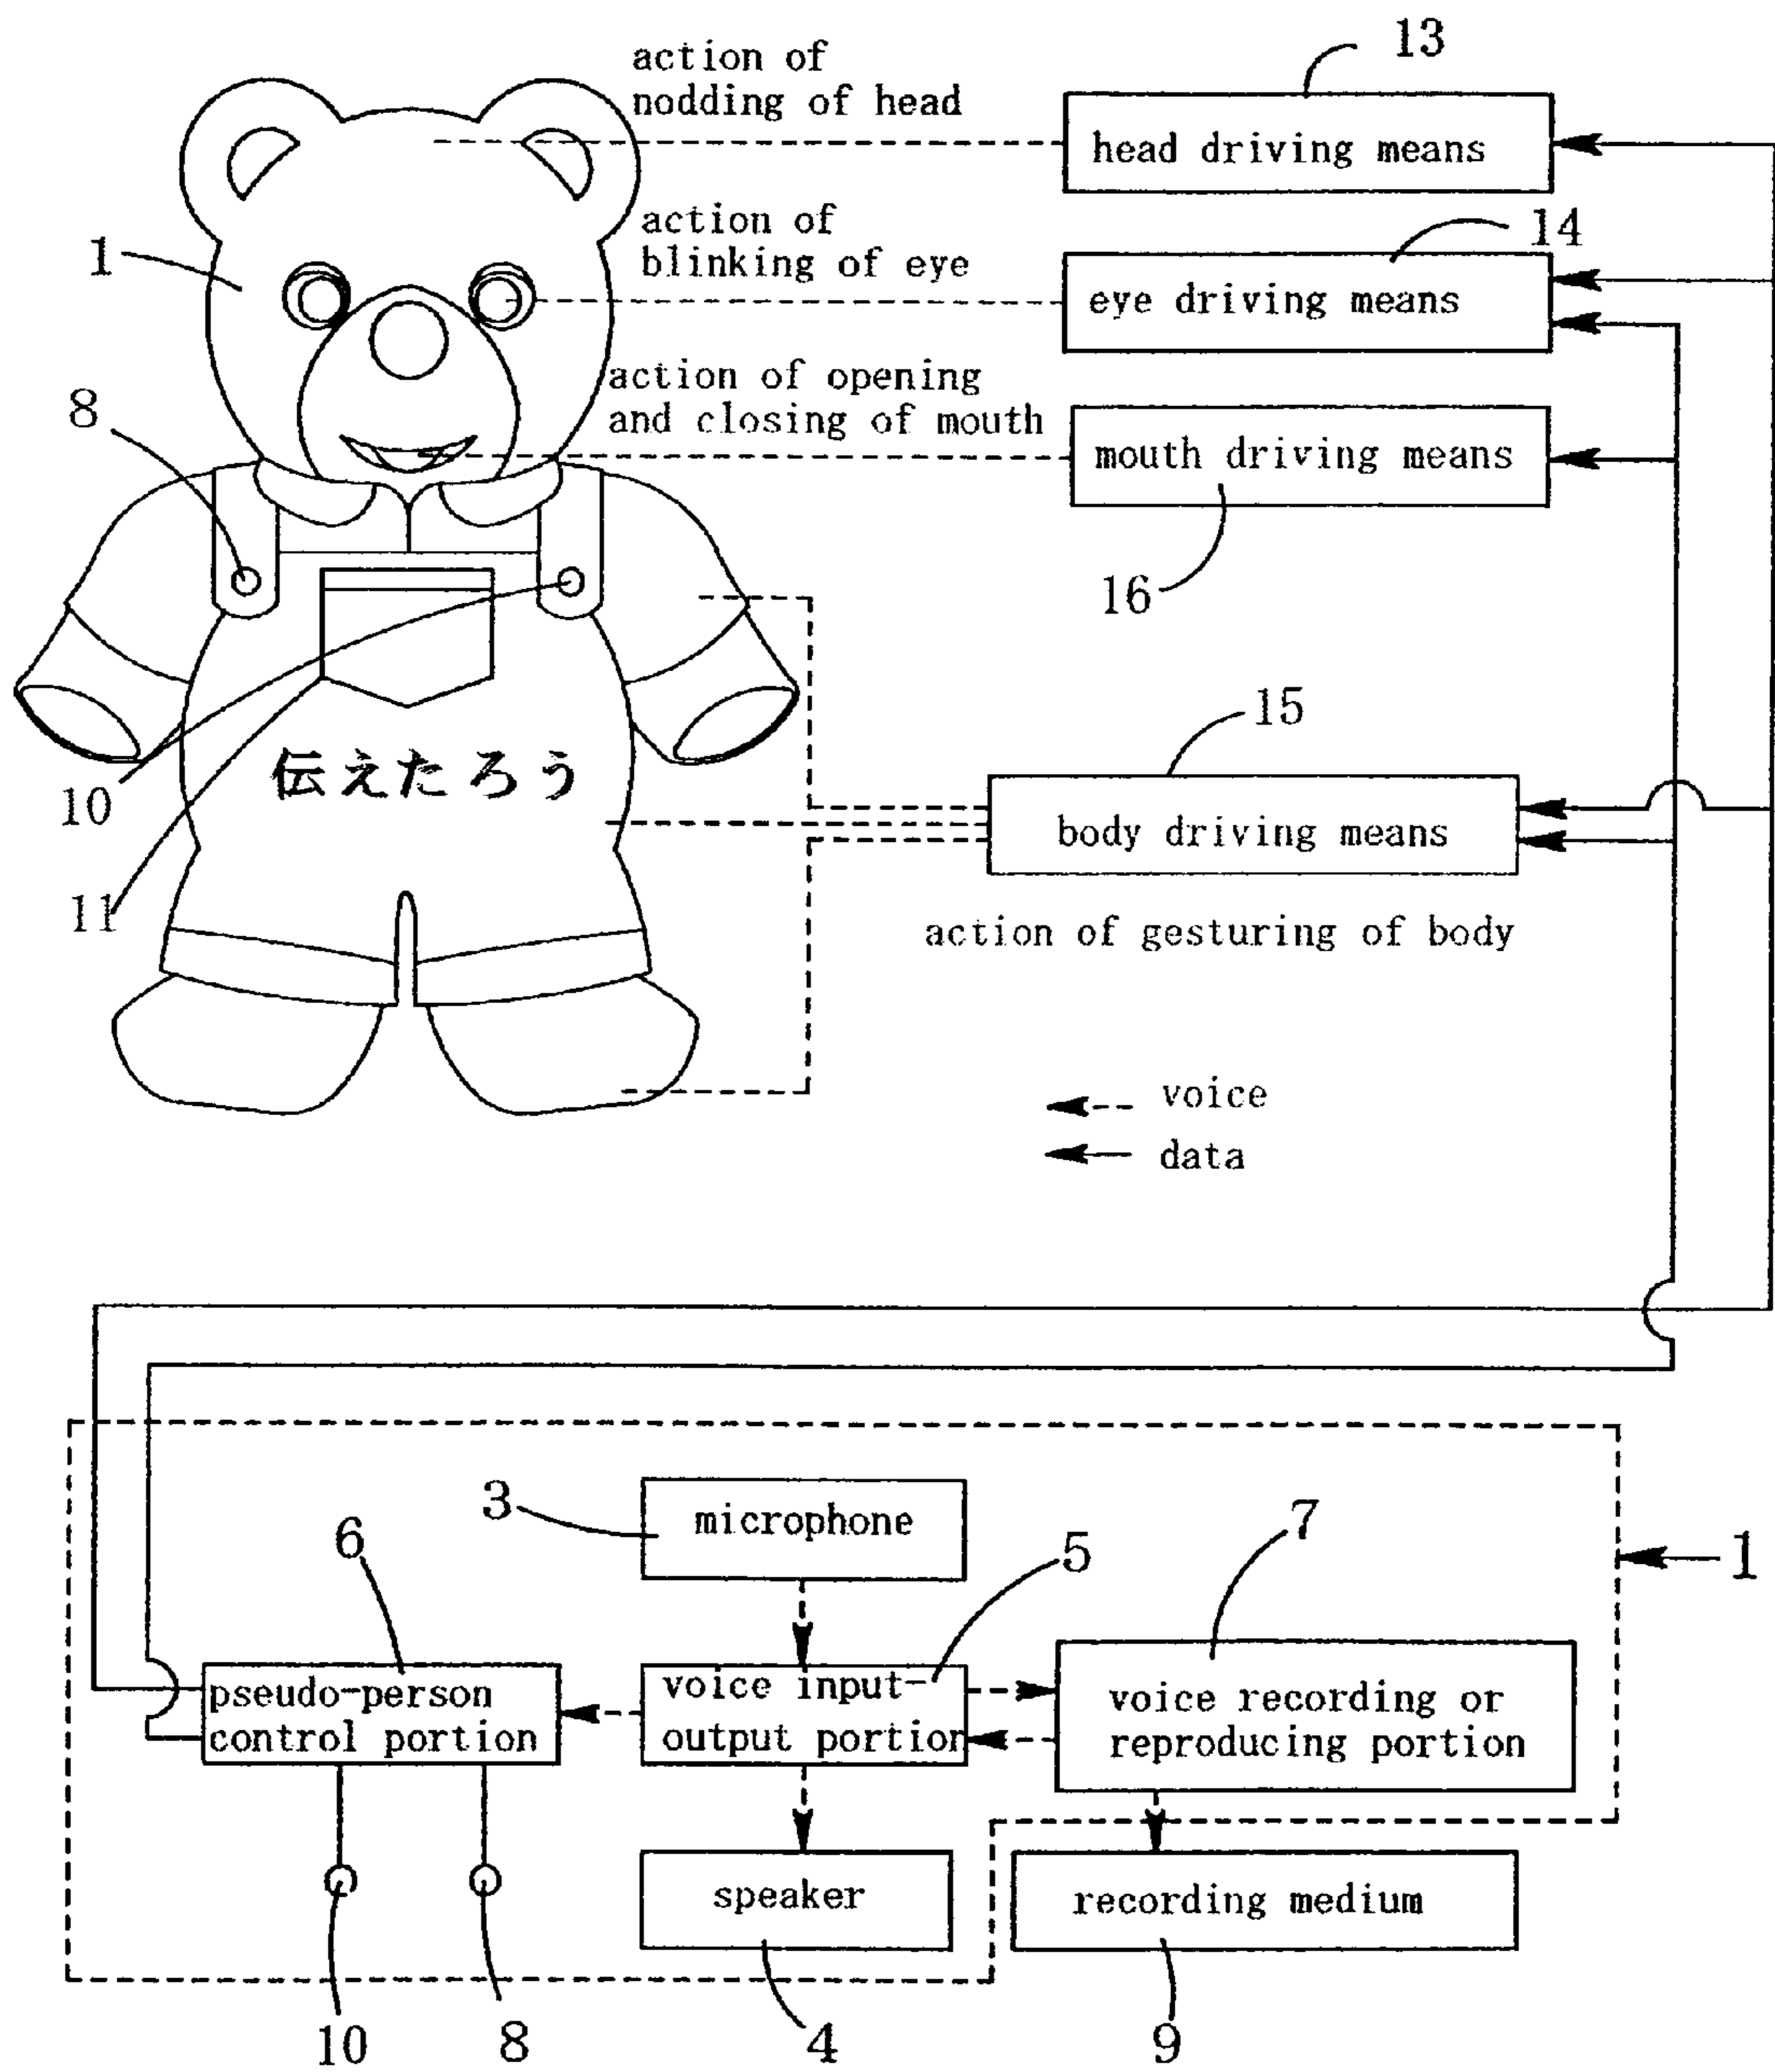 action of
nodding of head
13
head driving means
action of
blinking of eye
14
1
eye driving means
action of opening
and closing of mouth
8
mouth driving means
16
15
伝えたろう
10
body driving means
11
action of gesturing of body
voice
data
3
microphone
7
6
5
1
pseudo-person
control portion
voice input-
output portion
voice recording or
reproducing portion
speaker
recording medium
10
8
4
9